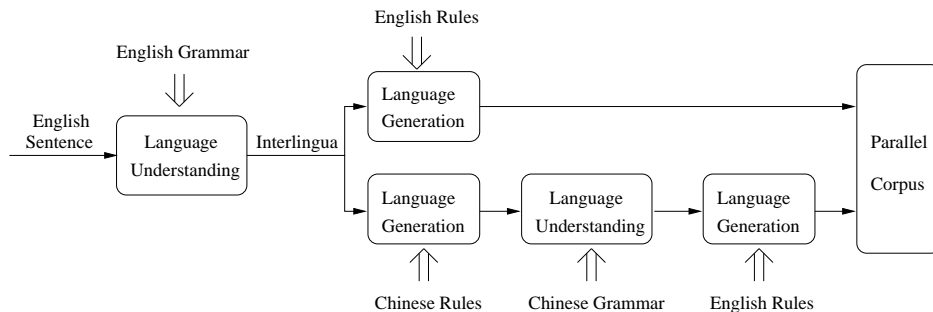 English Rules
English Grammar
Language
Generation
English
Sentence
Language
Understanding
Interlingua
Parallel
Corpus
Language
Generation
Language
Understanding
Language
Generation
Chinese Rules
Chinese Grammar
English Rules